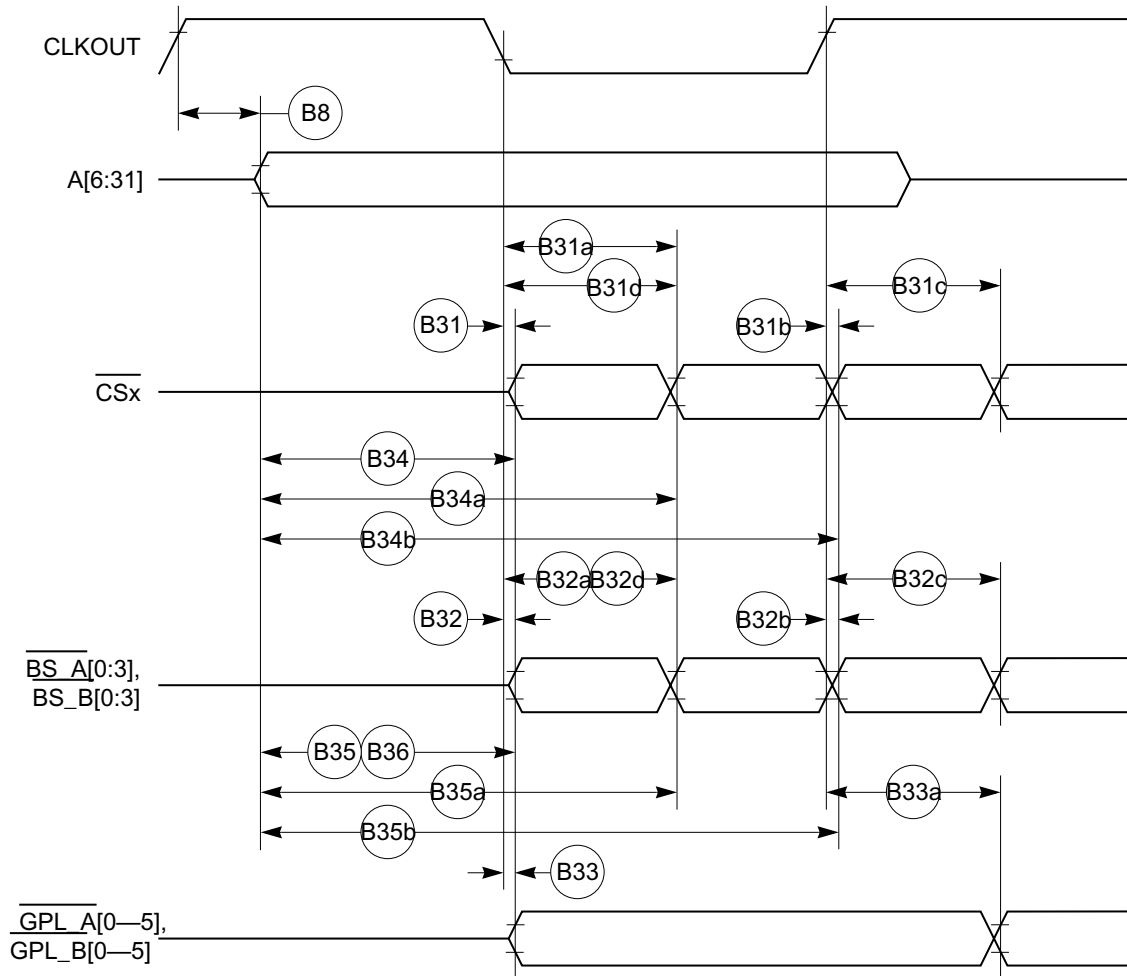 CLKOUT
B8
A[6:31]
B31a
B31d
B31c
B31
B31b
CSx
B34
B34a
B34b
B32a B32d
B32c
B32
B32b
BS_A[0:3],
BS_B[0:3]
B35 B36
B35a
B33a
B35b
B33
GPL_A[0—5],
GPL_B[0—5]